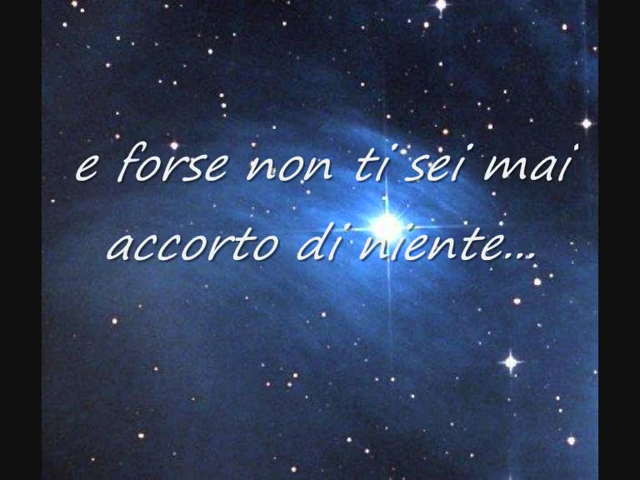 e forse non ti sei mai
accorto di niente...